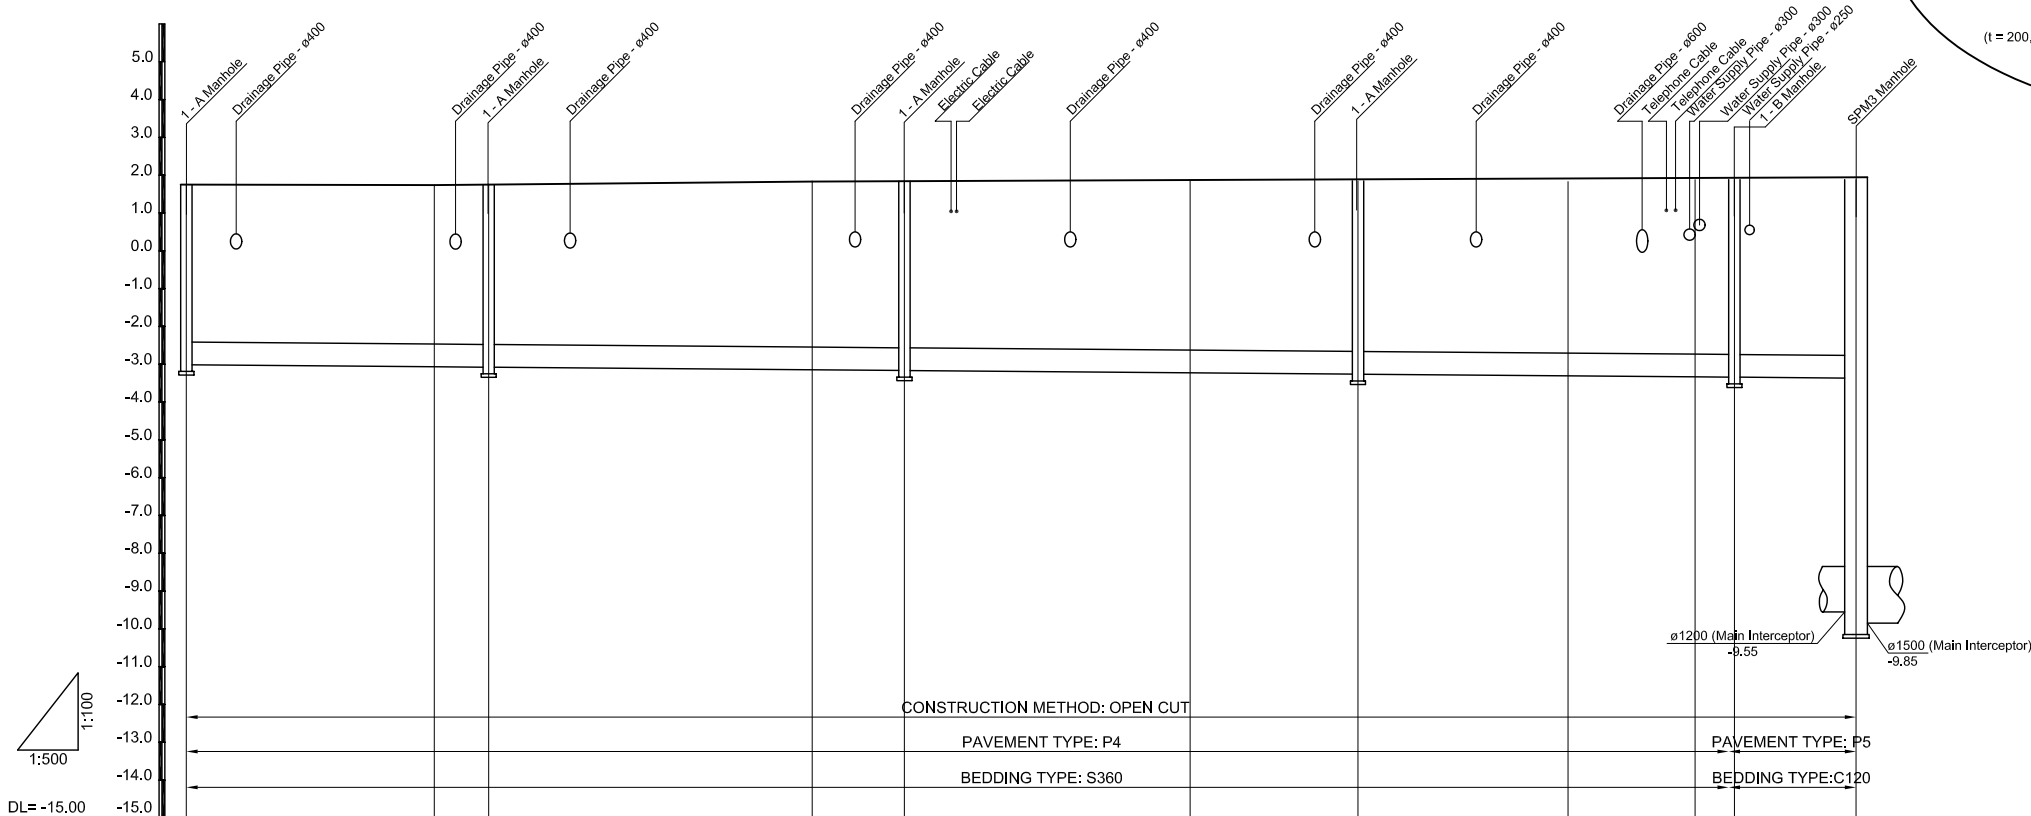 (t = 200,
1 - A Manhole
Drainage Pipe - ø400
Drainage Pipe - ø400
1 - A Manhole
Drainage Pipe - ø400
Drainage Pipe - ø400
1 - A Manhole
Electric Cable
Electric Cable
Drainage Pipe - ø400
Drainage Pipe - ø400
1 - A Manhole
Drainage Pipe - ø400
Drainage Pipe - ø600
Telephone Cable
Telephone Cable
Water Supply Pipe - ø300
Water Supply Pipe - ø300
Water Supply Pipe - ø250
1 - B Manhole
SPM3 Manhole
5.0
4.0
3.0
2.0
1.0
0.0
-1.0
-2.0
-3.0
-4.0
-5.0
-6.0
-7.0
-8.0
-9.0
-10.0
-11.0
-12.0
-13.0
-14.0
-15.0
DL= -15.00
1:100
1:500
ø1200 (Main Interceptor)
-9.55
ø1500 (Main Interceptor)
-9.85
CONSTRUCTION METHOD: OPEN CUT
PAVEMENT TYPE: P4
PAVEMENT TYPE: P5
BEDDING TYPE: S360
BEDDING TYPE:C120